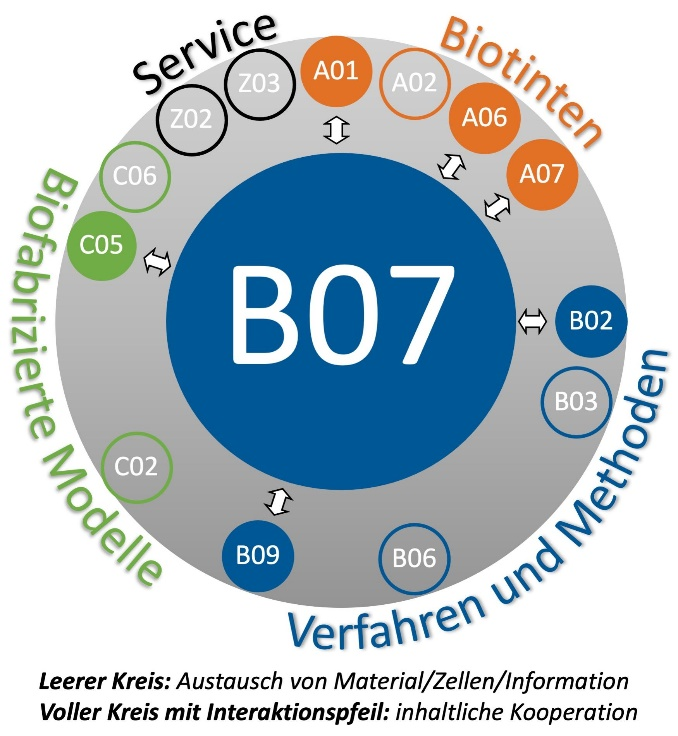 Service
Biotinten
Z03
A01
A02
Z02
A06
C06
A07
C05
B07
B02
B03
C02
B09
B06
Biofabrizierte Modelle
Verfahren und Methoden
Leerer Kreis: Austausch von Material/Zellen/Information
Voller Kreis mit Interaktionspfeil: inhaltliche Kooperation